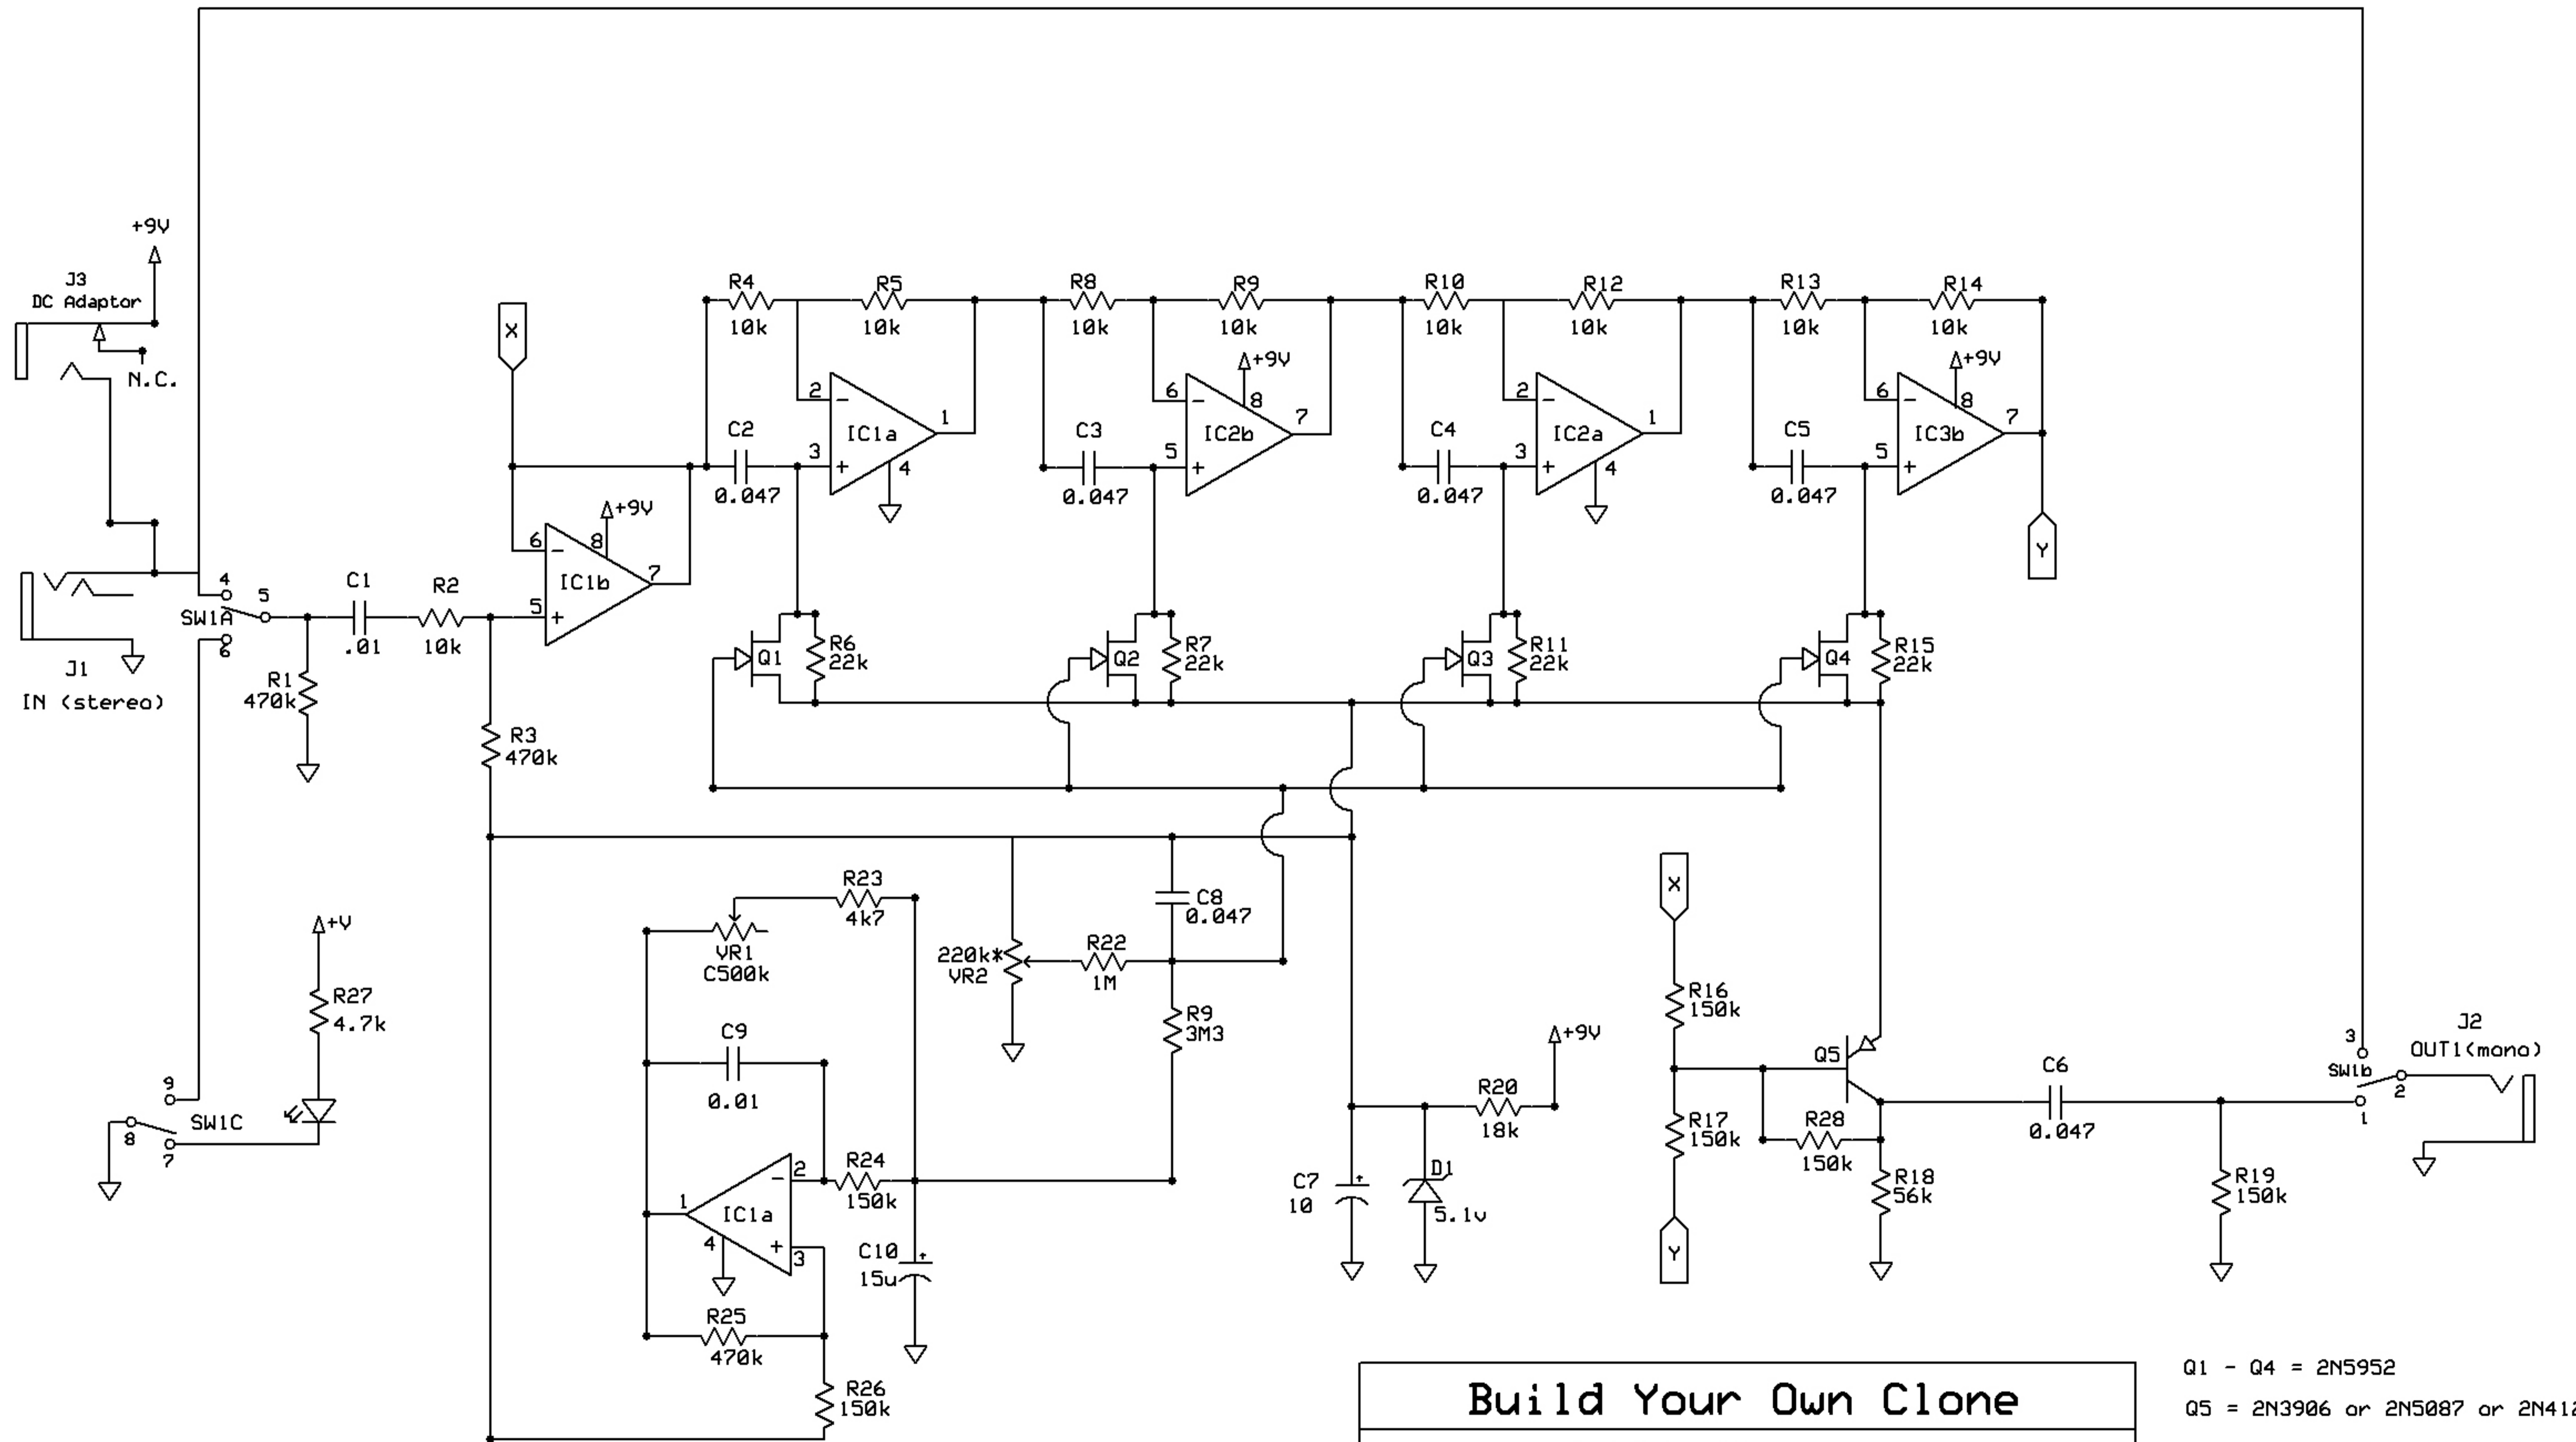 +9V
J3
DC Adaptor
N.C.
X
R4
10k
R5
10k
R8
10k
R9
10k
R10
10k
R12
10k
R13
10k
R14
10k
C2
0.047
2
3
IC1a
1
4
C3
0.047
6
5
+9V
8
IC2b
7
C4
0.047
2
3
IC2a
1
4
C5
0.047
6
5
+9V
8
IC3b
7
Y
+9V
6
8
IC1b
7
5
4
5
SW1A
6
C1
.01
R2
10k
J1
IN (stereo)
R1
470k
R3
470k
Q1
R6
22k
Q2
R7
22k
Q3
R11
22k
Q4
R15
22k
R23
4k7
VR1
C500k
C8
0.047
220k*
VR2
R22
1M
R9
3M3
C9
0.01
2
R24
150k
1
IC1a
4
3
C10
+
15u
R25
470k
R26
150k
+V
R27
4.7k
9
SW1C
8
7
+9V
R20
18k
C7
+
10
D1
5.1v
X
R16
150k
R17
150k
Y
Q5
R28
150k
R18
56k
C6
0.047
R19
150k
3
SW1b
2
1
J2
OUT1(mono)
Build Your Own Clone
Q1 - Q4 = 2N5952
Q5 = 2N3906 or 2N5087 or 2N412